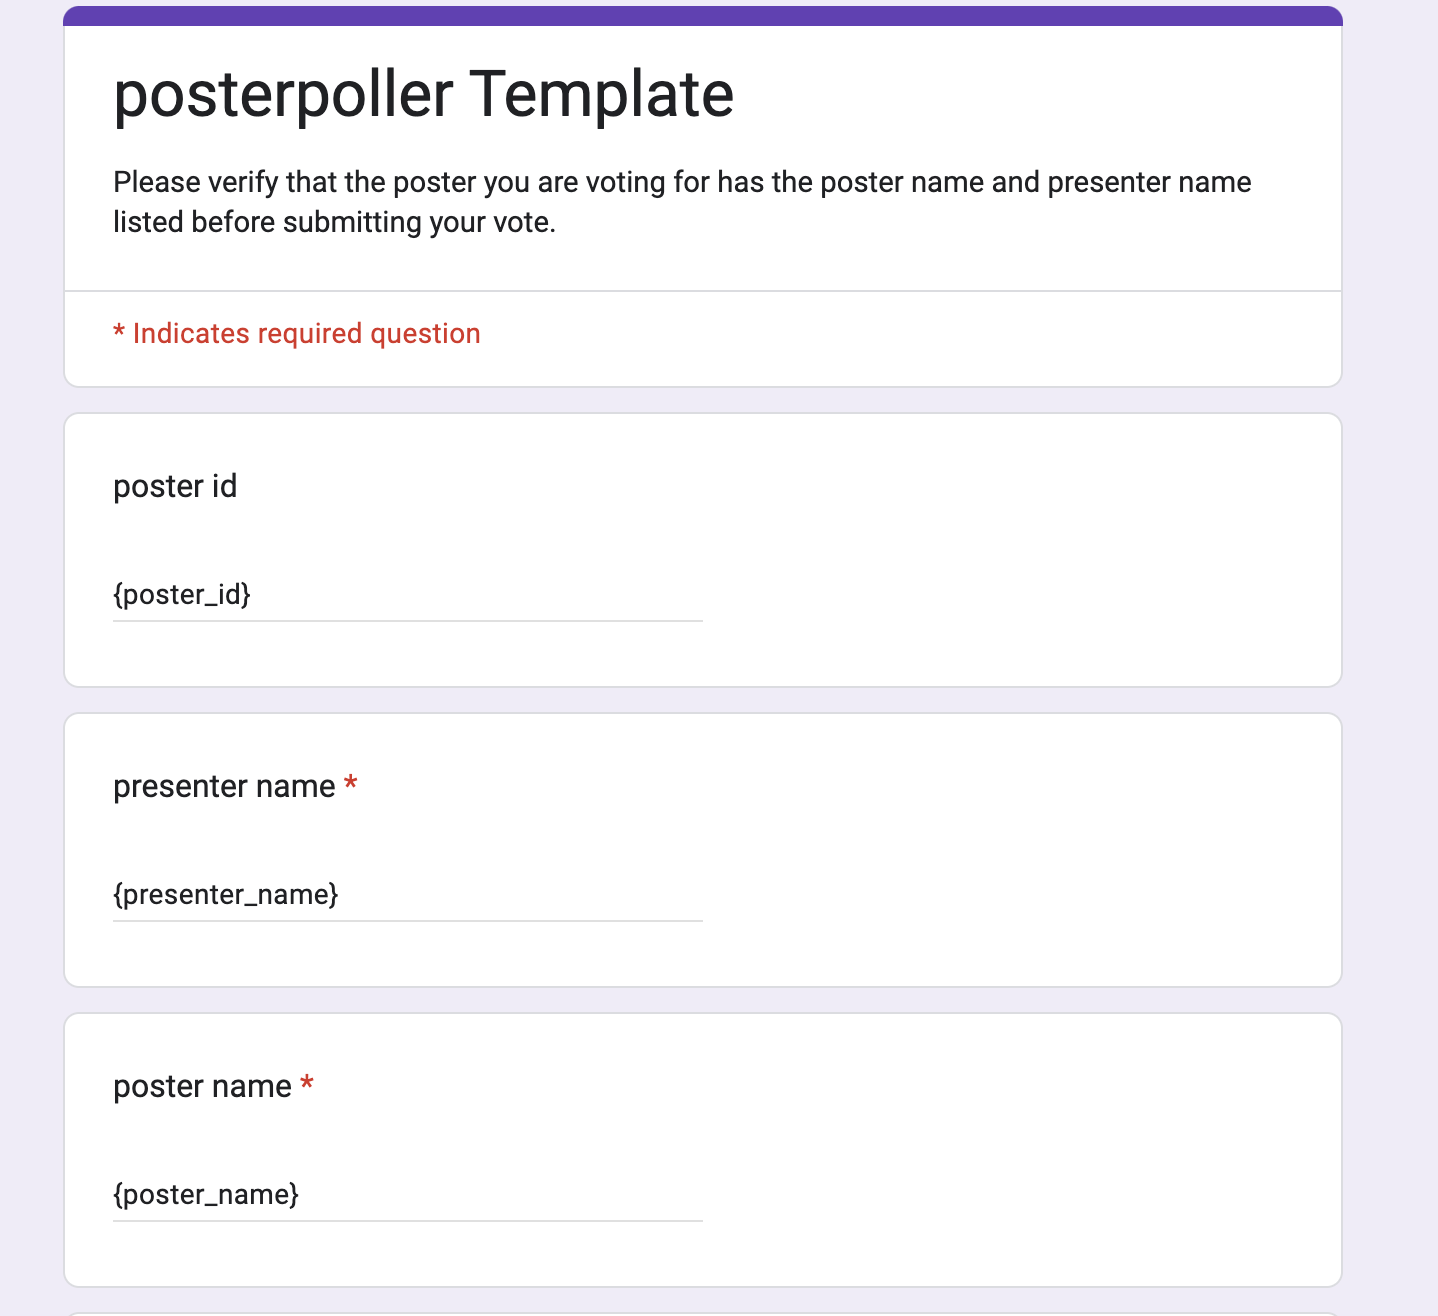 posterpoller Template
Please verify that the poster you are voting for has the poster name and presenter name
listed before submitting your vote.
* Indicates required question
poster id
{poster_id}
presenter name *
{presenter_name}
poster name *
{poster_name}